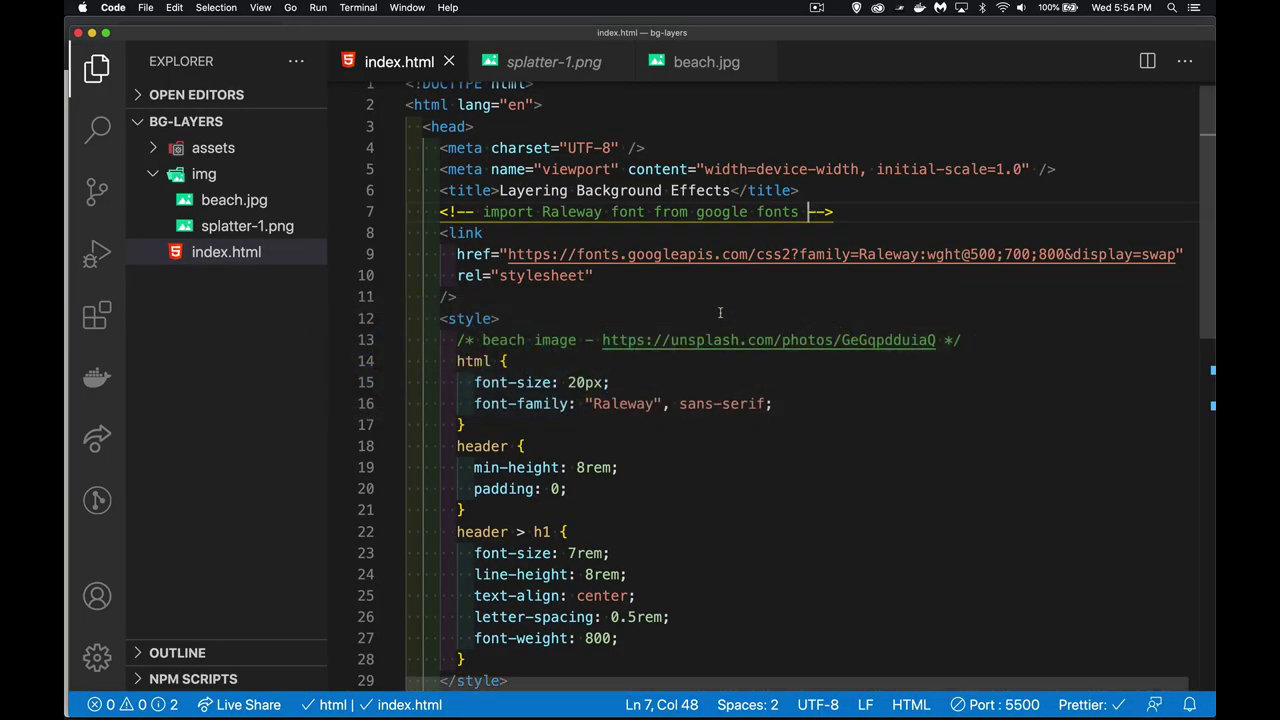 Code File Edit Selection View Go Run Terminal Window Help
100% Wed 5:54 PM
index.html — bg-layers
EXPLORER
index.html
splatter-1.png
beach.jpg
OPEN EDITORS
BG-LAYERS
assets
img
beach.jpg
splatter-1.png
index.html
OUTLINE
NPM SCRIPTS
1 <!DOCTYPE html>
2 <html lang="en">
3 <head>
4 <meta charset="UTF-8" />
5 <meta name="viewport" content="width=device-width, initial-scale=1.0" />
6 <title>Layering Background Effects</title>
7 <!-- import Raleway font from google fonts -->
8 <link
9 href="https://fonts.googleapis.com/css2?family=Raleway:wght@500;700;800&display=swap"
10 rel="stylesheet"
11 />
12 <style>
13 /* beach image - https://unsplash.com/photos/GeGqpdduiaQ */
14 html {
15 font-size: 20px;
16 font-family: "Raleway", sans-serif;
17 }
18 header {
19 min-height: 8rem;
20 padding: 0;
21 }
22 header > h1 {
23 font-size: 7rem;
24 line-height: 8rem;
25 text-align: center;
26 letter-spacing: 0.5rem;
27 font-weight: 800;
28 }
29 </style>
0 0 2 Live Share html index.html Ln 7, Col 48 Spaces: 2 UTF-8 LF HTML Port : 5500 Prettier: